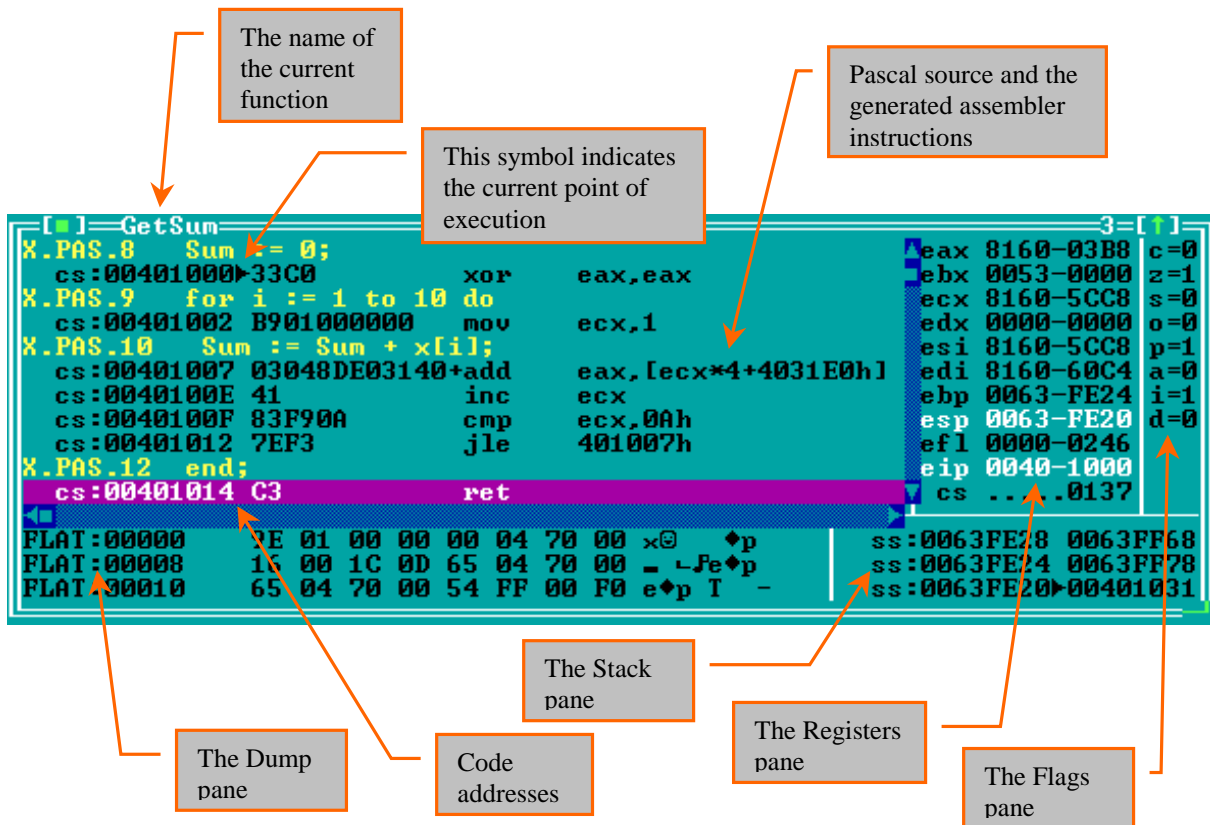 The name of
the current
function
Pascal source and the
generated assembler
instructions
This symbol indicates
the current point of
execution
[■]=GetSum 3=[↑]
X.PAS.8 Sum := 0;
cs:00401000►33C0 xor eax,eax
X.PAS.9 for i := 1 to 10 do
cs:00401002 B901000000 mov ecx,1
X.PAS.10 Sum := Sum + x[i];
cs:00401007 03048DE03140+add eax,[ecx*4+4031E0h]
cs:0040100E 41 inc ecx
cs:0040100F 83F90A cmp ecx,0Ah
cs:00401012 7EF3 jle 401007h
X.PAS.12 end;
cs:00401014 C3 ret
eax 8160-03B8 c=0
ebx 0053-0000 z=1
ecx 8160-5CC8 s=0
edx 0000-0000 o=0
esi 8160-5CC8 p=1
edi 8160-60C4 a=0
ebp 0063-FE24 i=1
esp 0063-FE20 d=0
efl 0000-0246
eip 0040-1000
cs .....0137
FLAT:00000 01 00 00 00 04 70 00 ×☺ ♦p
FLAT:00008 16 00 1C 0D 65 04 70 00 ▬ ∟♪e♦p
FLAT:00010 65 04 70 00 54 FF 00 F0 e♦p T -
ss:0063FE28 0063FF68
ss:0063FE24 0063FF78
ss:0063FE20►00401031
The Stack
pane
The Registers
pane
The Dump
pane
Code
addresses
The Flags
pane